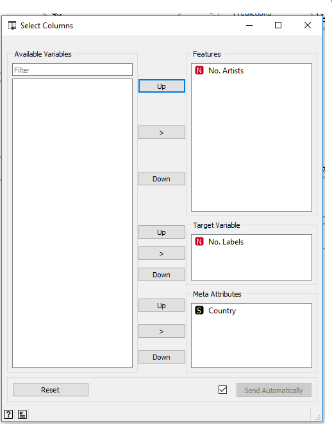 Select Columns
Available Variables
Filter
Up
>
Down
Up
>
Down
Up
>
Down
Features
N No. Artists
Target Variable
N No. Labels
Meta Attributes
S Country
Reset
Send Automatically
?